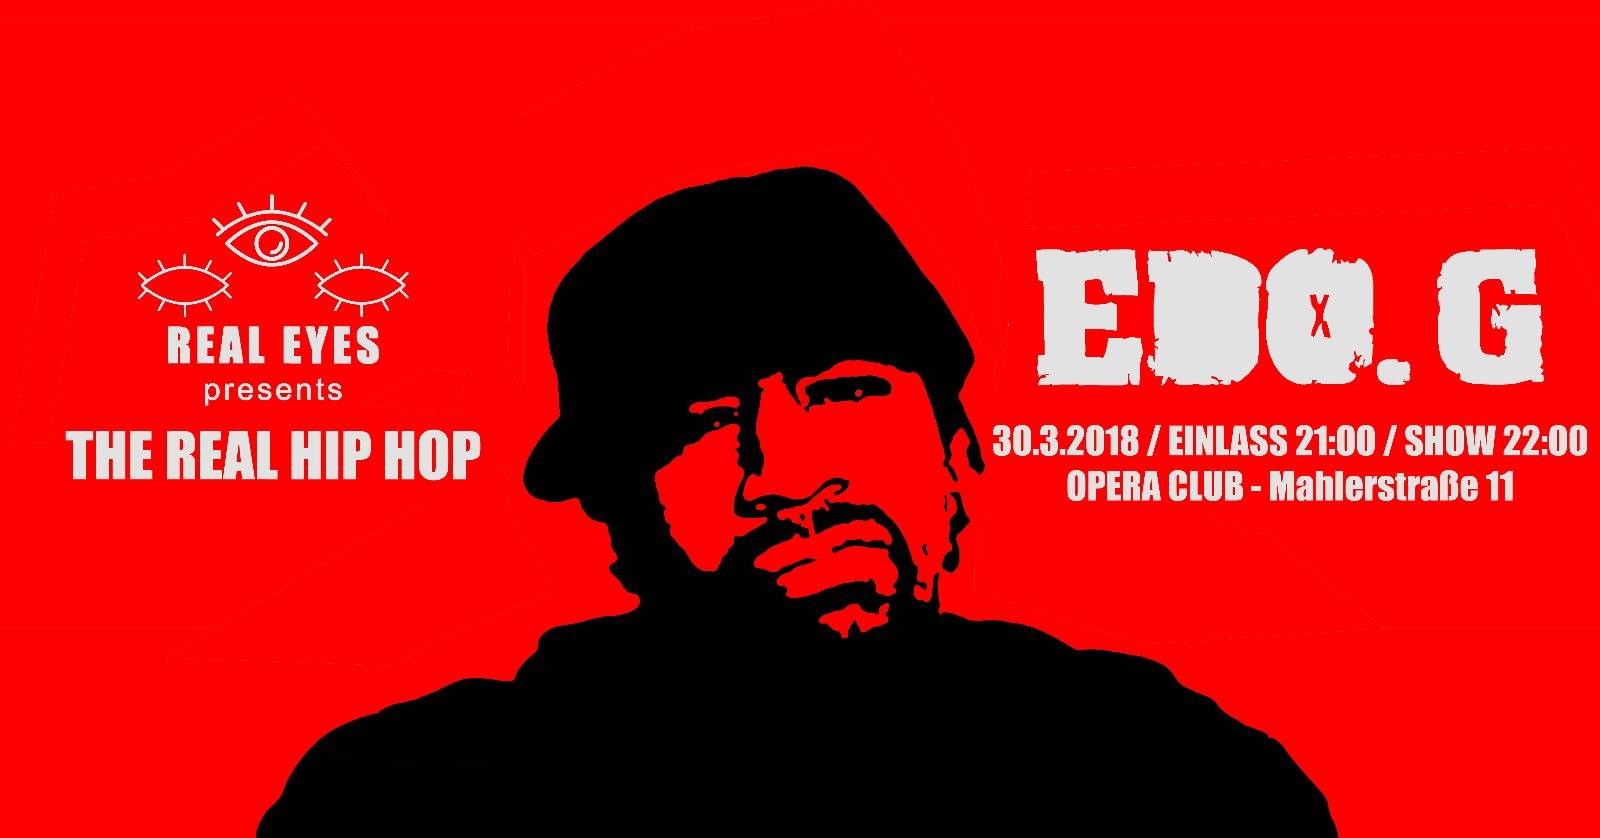 REAL EYES
presents
THE REAL HIP HOP
EDO.G
30.3.2018 / EINLASS 21:00 / SHOW 22:00
OPERA CLUB - Mahlerstraße 11